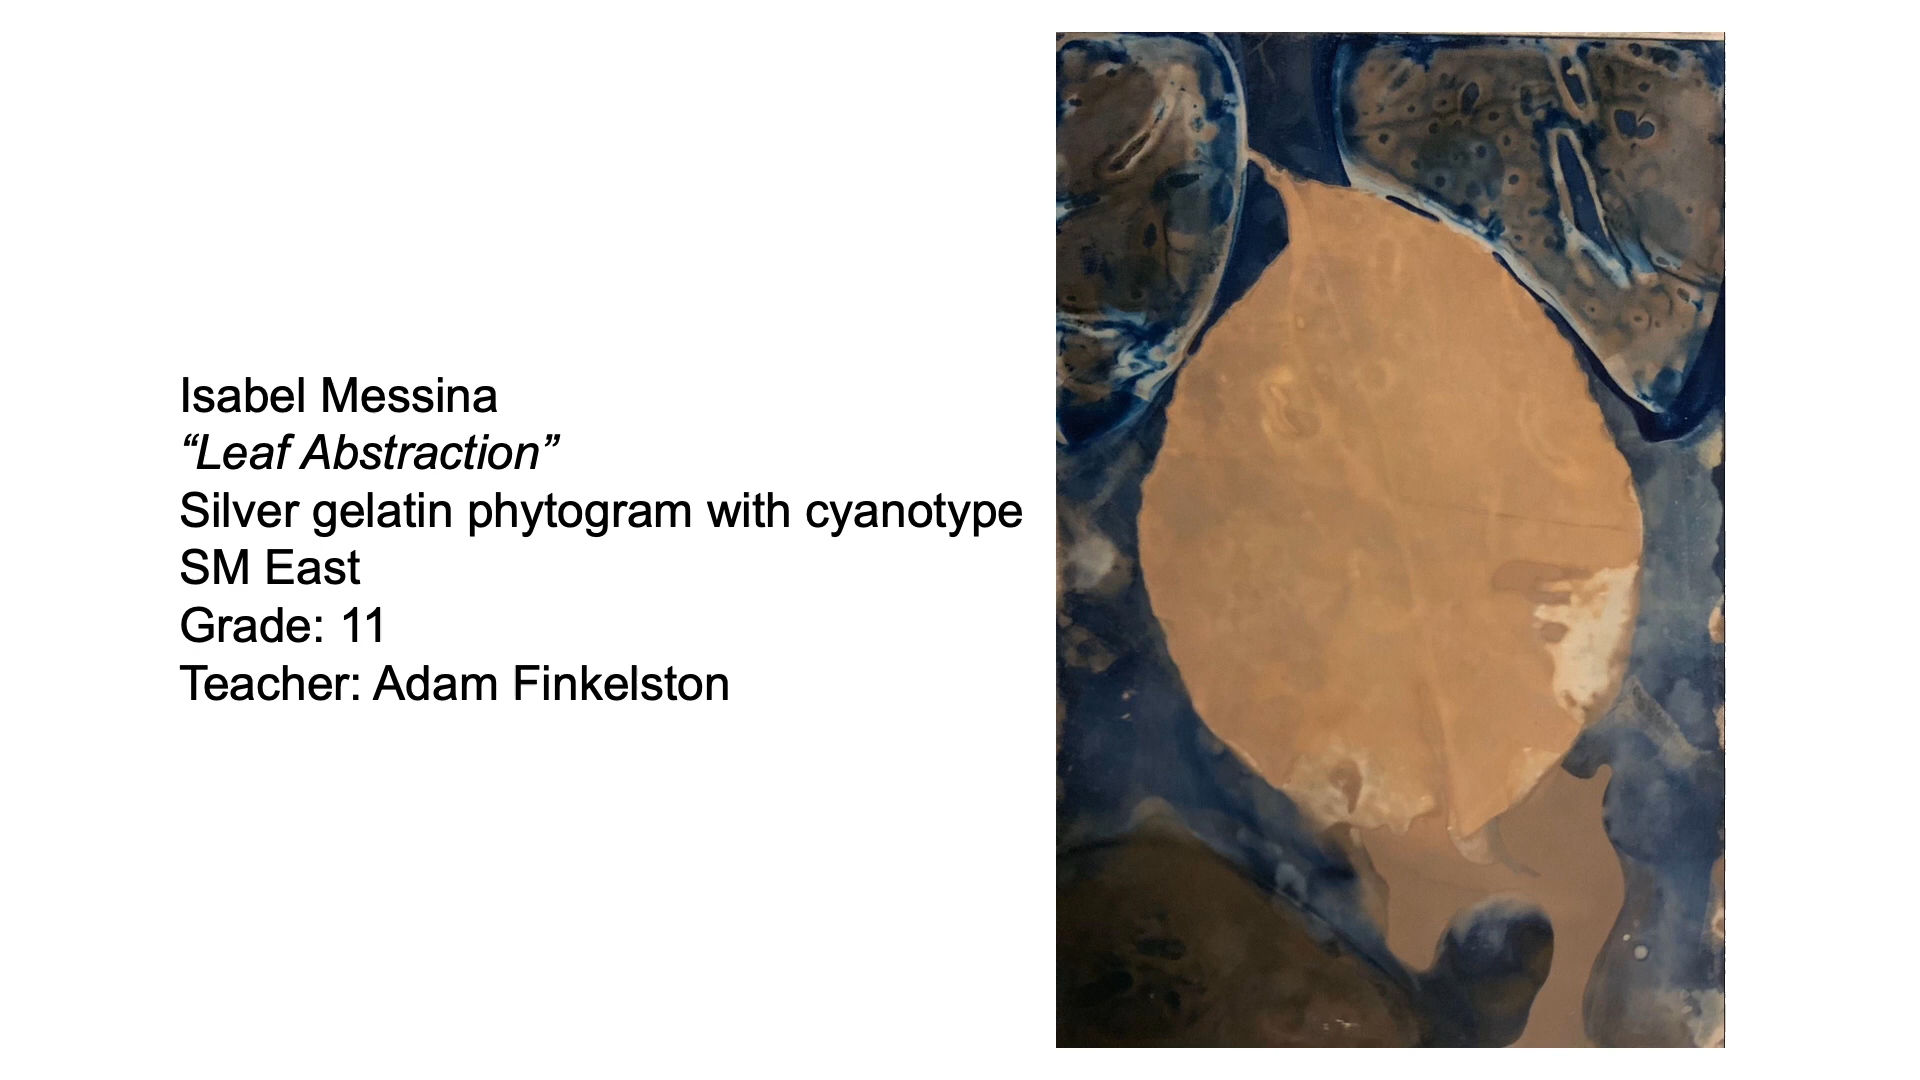 Isabel Messina
“Leaf Abstraction”
Silver gelatin phytogram with cyanotype
SM East
Grade: 11
Teacher: Adam Finkelston